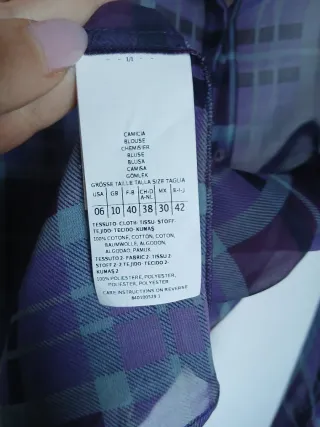 1/1
CAMICIA
BLOUSE
CHEMISIER
BLUSE
BLUSA
CAMISA
GÖMLEK
GRÖSSE TAILLE TALLA SIZE TAGLIA
USA GB F-B CH-D A-NL MX E-I-J
06 10 40 38 30 42
TESSUTO-CLOTH-TISSU-STOFF-
TEJIDO-TECIDO-KUMAŞ
100% COTONE, COTTON, COTON,
BAUMWOLLE, ALGODON,
ALGODAO, PAMUK
TESSUTO 2-FABRIC 2-TISSU 2-
STOFF 2-2 TEJIDO-TECIDO 2-
KUMAŞ 2
100% POLIESTERE, POLYESTER,
POLIESTER, POLYESTER
CARE INSTRUCTIONS ON REVERSE